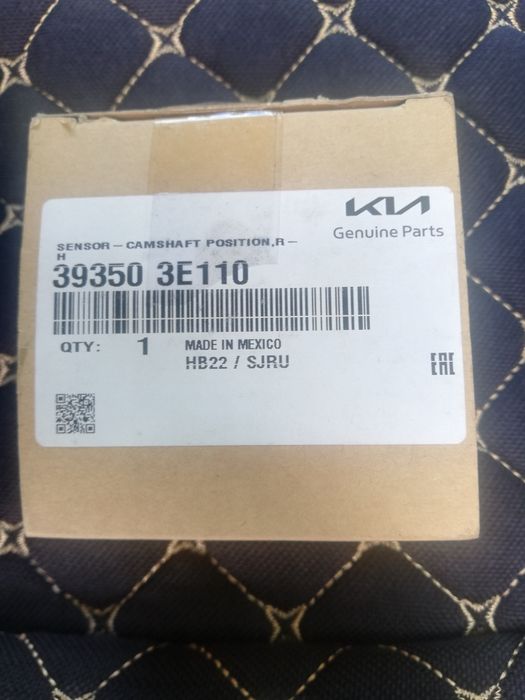 KIA
Genuine Parts
SENSOR-CAMSHAFT POSITION,R-
H
39350 3E110
QTY: 1 MADE IN MEXICO
HB22 / SJRU
EAC